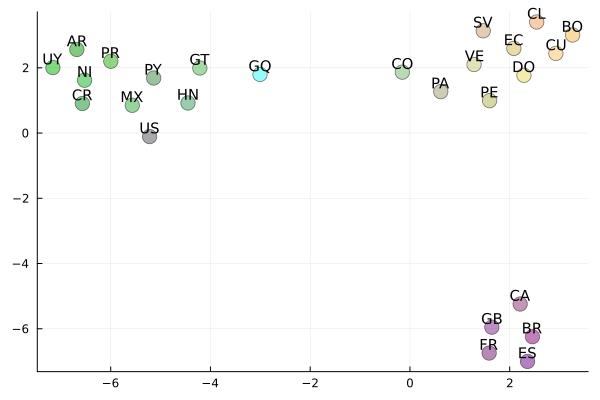 CL
SV BO
AR EC
PR CU
UY GT VE
GQ CO DO
NI PY
PA PE
CR MX HN
US
CA
GB
BR
FR
ES
2
0
−2
−4
−6
−6 −4 −2 0 2